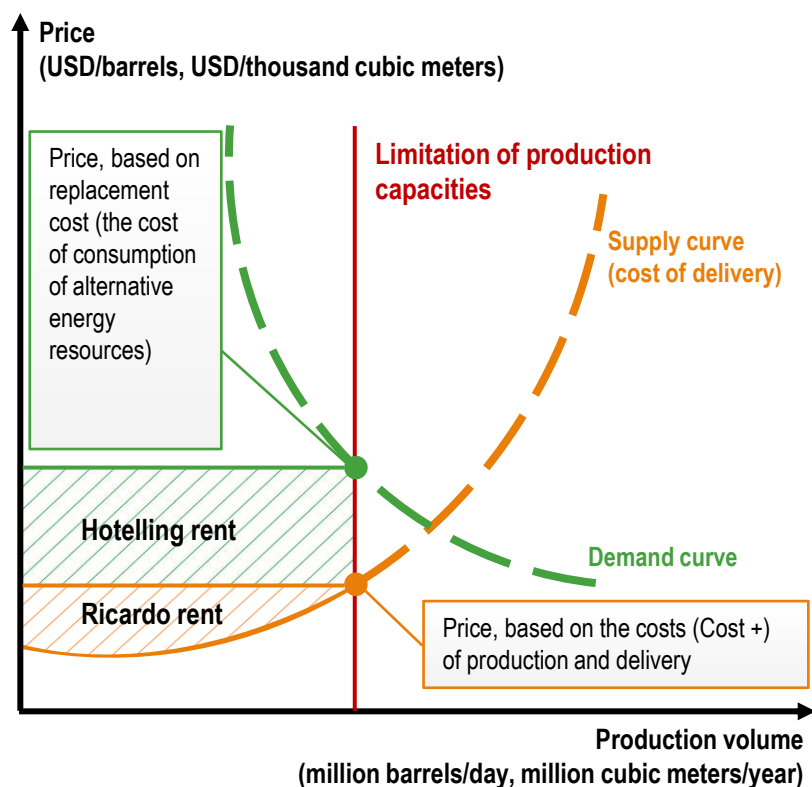 Price
(USD/barrels, USD/thousand cubic meters)
Price, based on
replacement
cost (the cost
of consumption
of alternative
energy
resources)
Limitation of production
capacities
Supply curve
(cost of delivery)
Hotelling rent
Demand curve
Ricardo rent
Price, based on the costs (Cost +)
of production and delivery
Production volume
(million barrels/day, million cubic meters/year)